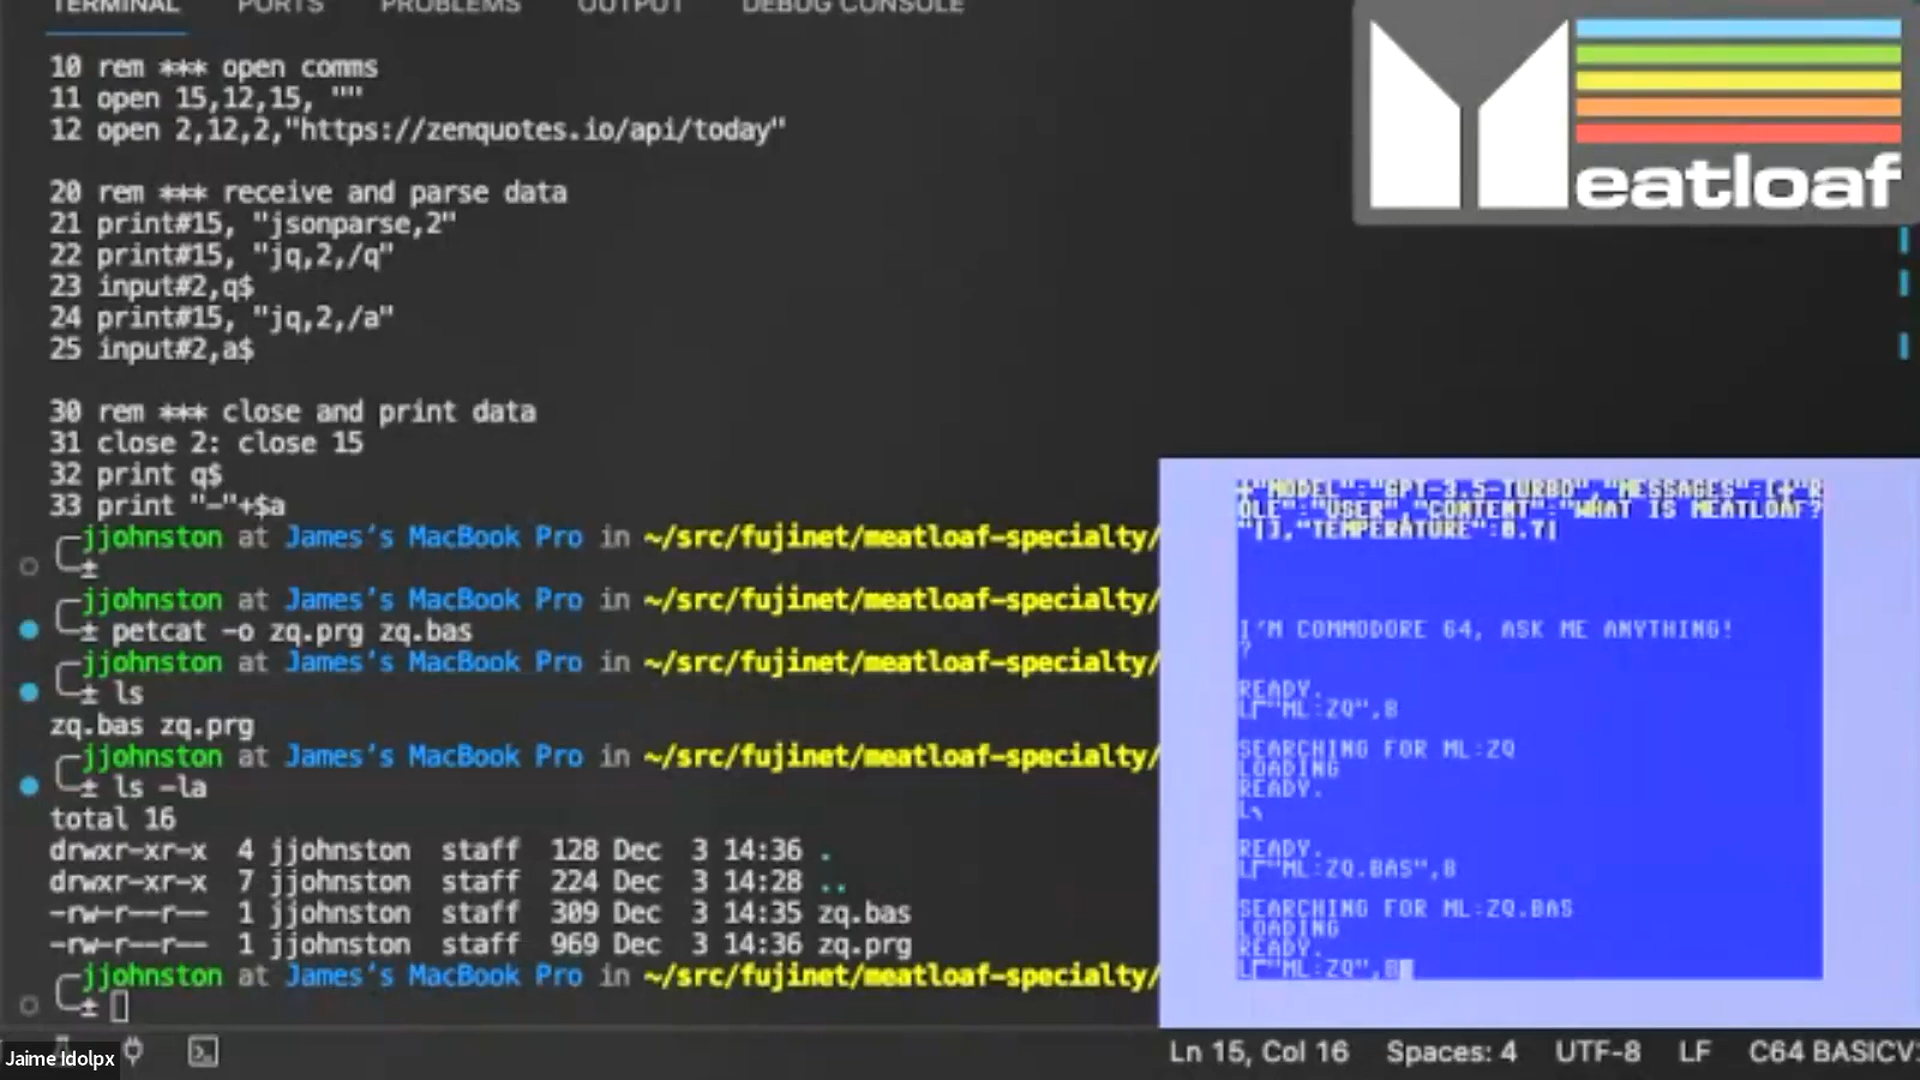 TERMINAL PORTS PROBLEMS OUTPUT DEBUG CONSOLE
10 rem *** open comms
11 open 15,12,15, ""
12 open 2,12,2,"https://zenquotes.io/api/today"
20 rem *** receive and parse data
21 print#15, "jsonparse,2"
22 print#15, "jq,2,/q"
23 input#2,q$
24 print#15, "jq,2,/a"
25 input#2,a$
30 rem *** close and print data
31 close 2: close 15
32 print q$
33 print "-"+$a
jjohnston at James's MacBook Pro in ~/src/fujinet/meatloaf-specialty/
±
jjohnston at James's MacBook Pro in ~/src/fujinet/meatloaf-specialty/
± petcat -o zq.prg zq.bas
jjohnston at James's MacBook Pro in ~/src/fujinet/meatloaf-specialty/
± ls
zq.bas zq.prg
jjohnston at James's MacBook Pro in ~/src/fujinet/meatloaf-specialty/
± ls -la
total 16
drwxr-xr-x 4 jjohnston staff 128 Dec 3 14:36 .
drwxr-xr-x 7 jjohnston staff 224 Dec 3 14:28 ..
-rw-r--r-- 1 jjohnston staff 309 Dec 3 14:35 zq.bas
-rw-r--r-- 1 jjohnston staff 969 Dec 3 14:36 zq.prg
jjohnston at James's MacBook Pro in ~/src/fujinet/meatloaf-specialty/
±
Meatloaf
"MODEL":"GPT-3.5-TURBO","MESSAGES":[ "R
OLE":"USER","CONTENT":"WHAT IS MEATLOAF?
"|],"TEMPERATURE":0.7|
I'M COMMODORE 64, ASK ME ANYTHING!
?
READY.
L┌"ML:ZQ",8
SEARCHING FOR ML:ZQ
LOADING
READY.
L
READY.
L┌"ML:ZQ.BAS",8
SEARCHING FOR ML:ZQ.BAS
LOADING
READY.
L┌"ML:ZQ",8
Jaime Idolpx
Ln 15, Col 16 Spaces: 4 UTF-8 LF C64 BASICV